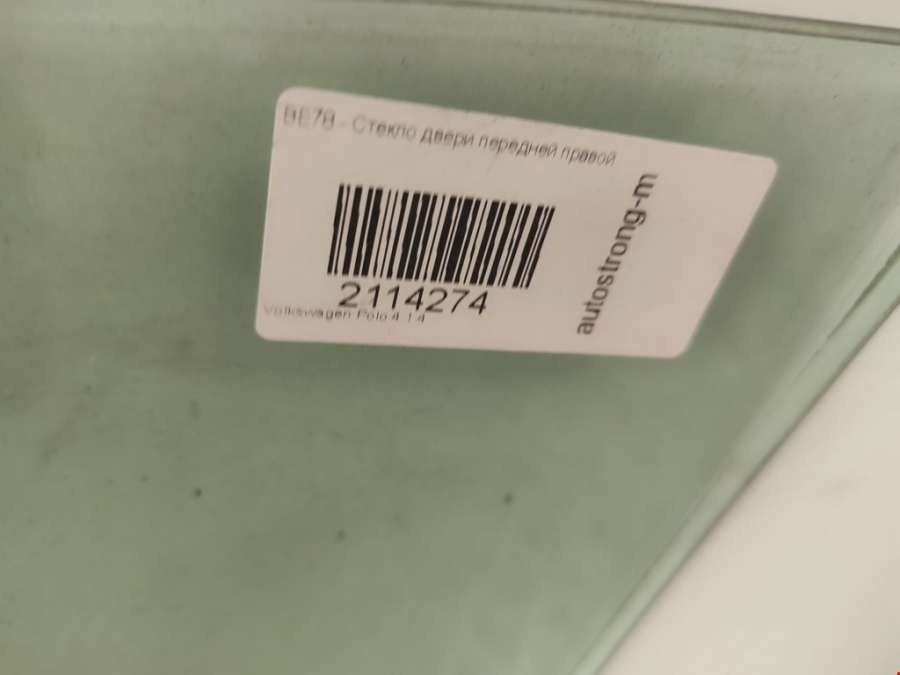 BE78 - Стекло двери передней правой
2114274
Volkswagen Polo 4 1.4
autostrong-m